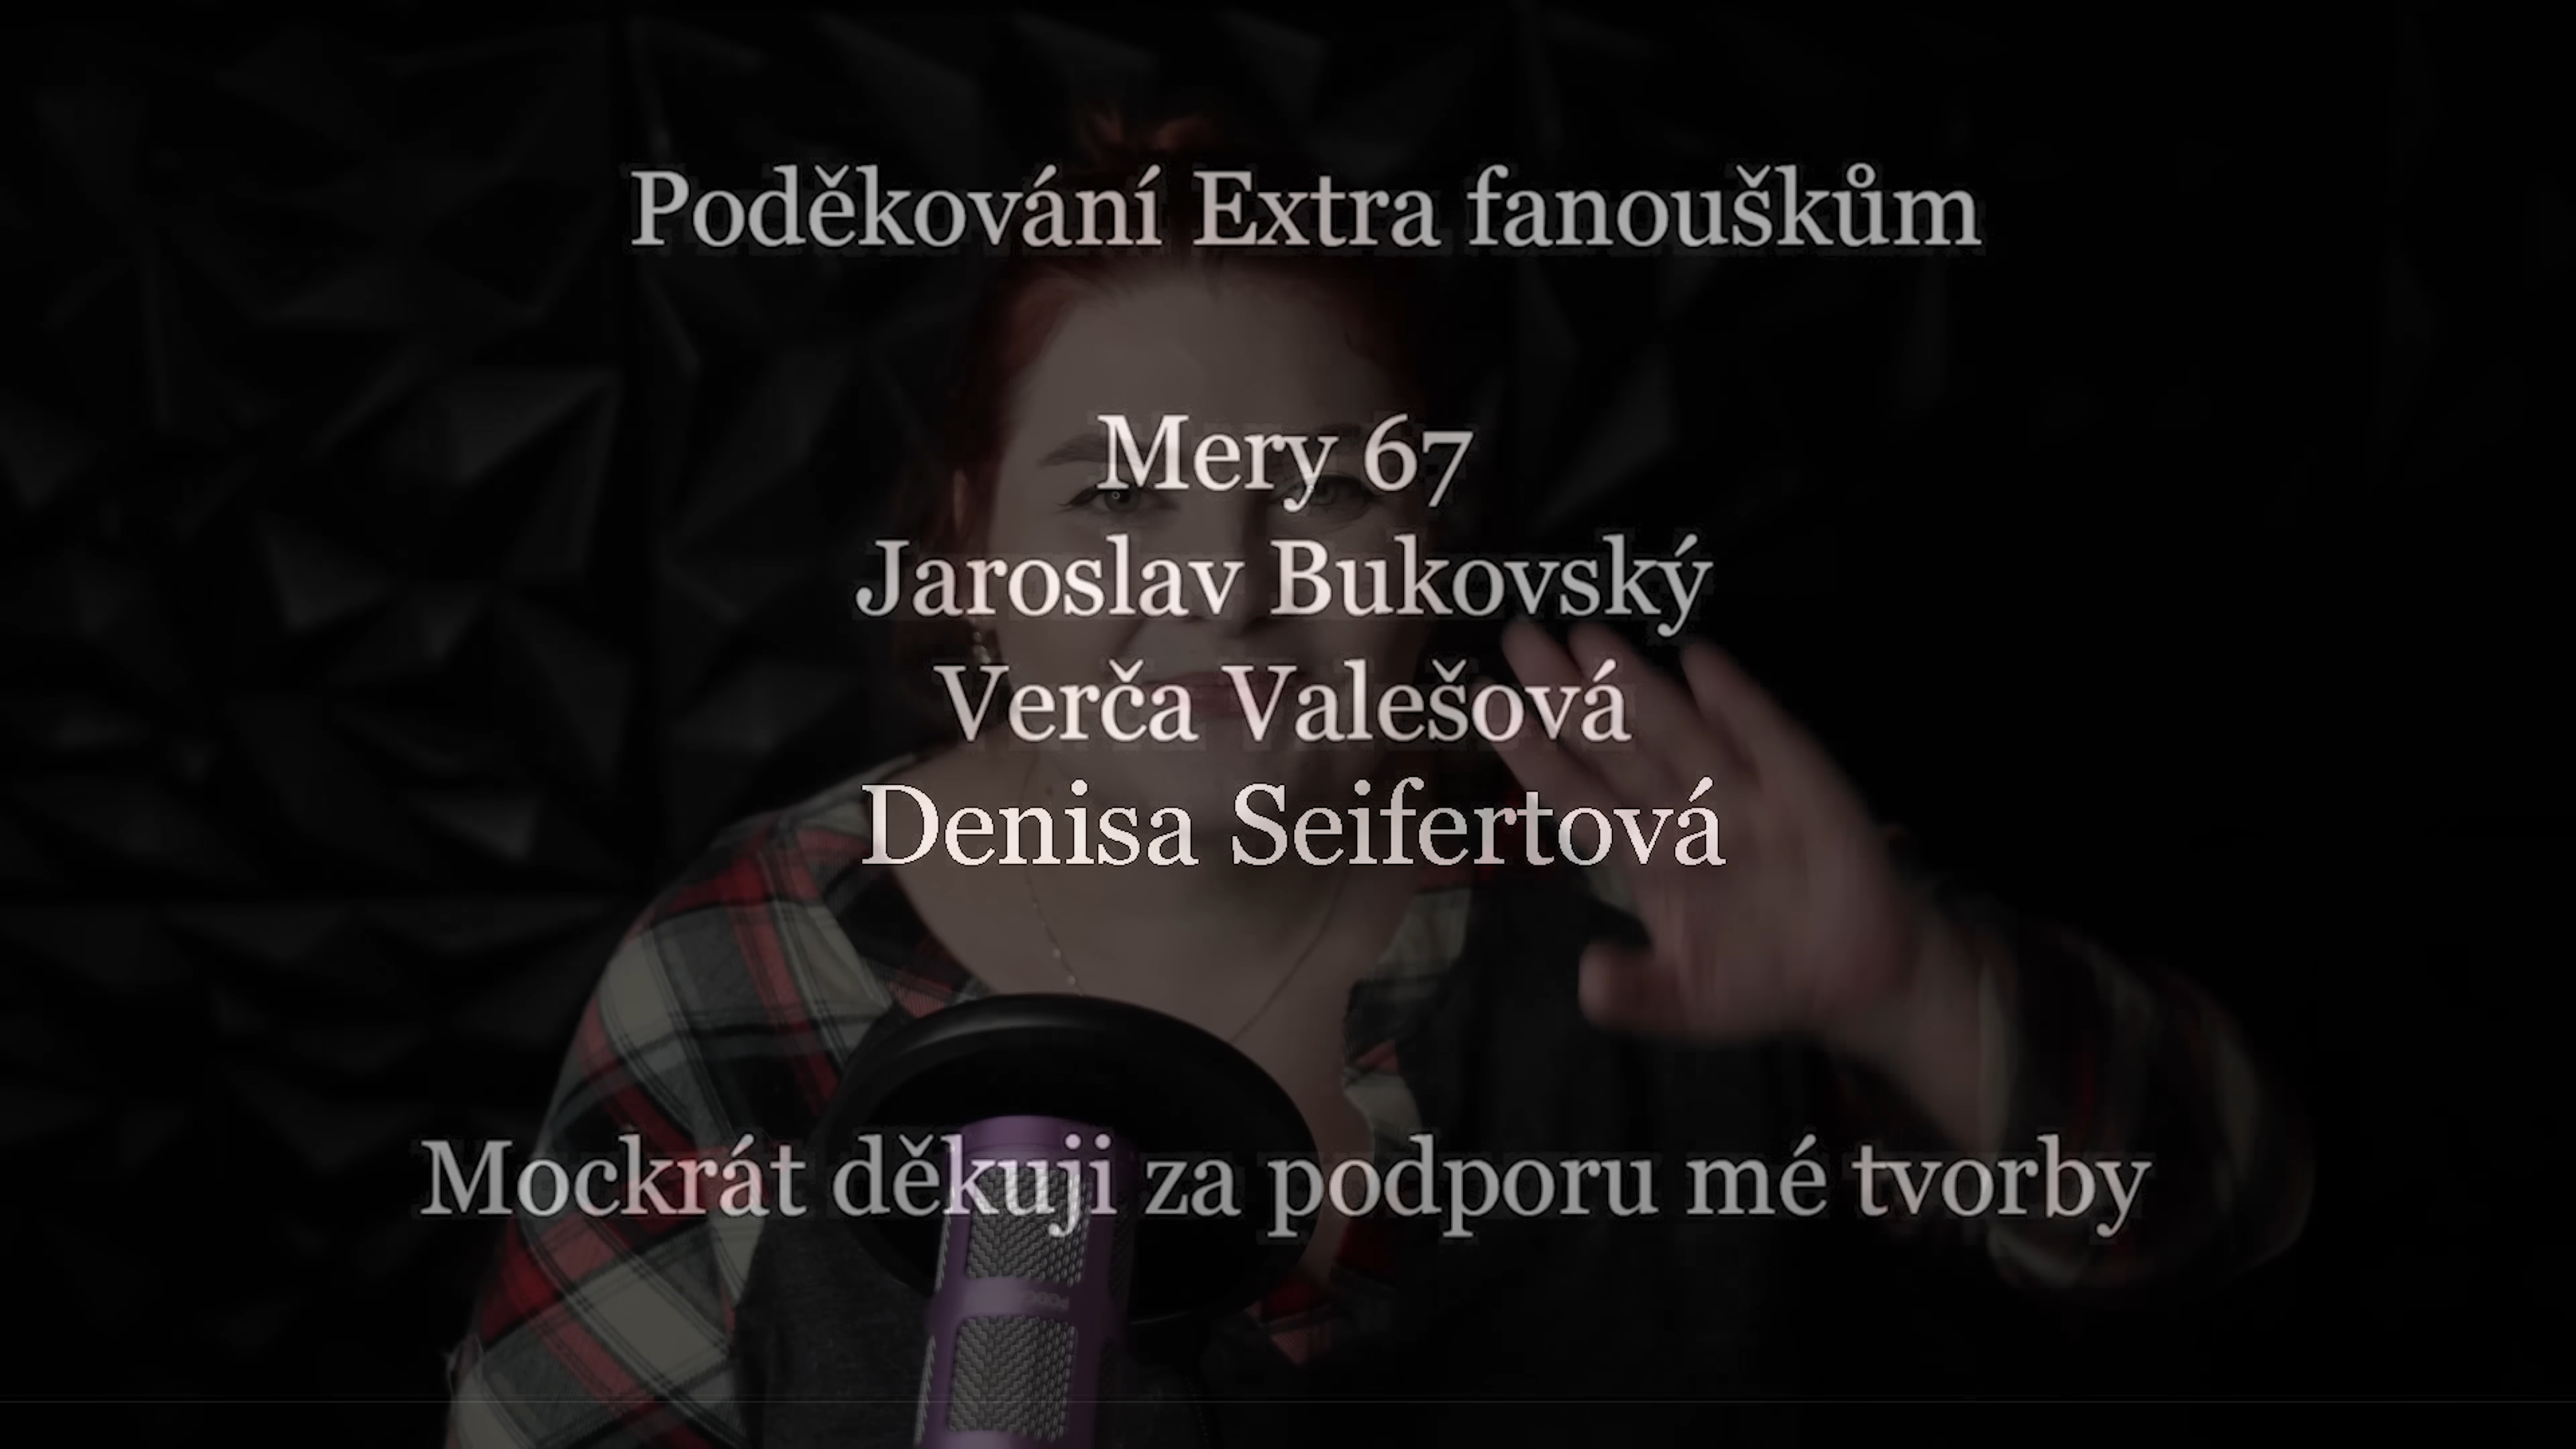 Poděkování Extra fanouškům
Mery 67
Jaroslav Bukovský
Verča Valešová
Denisa Seifertová
Mockrát děkuji za podporu mé tvorby